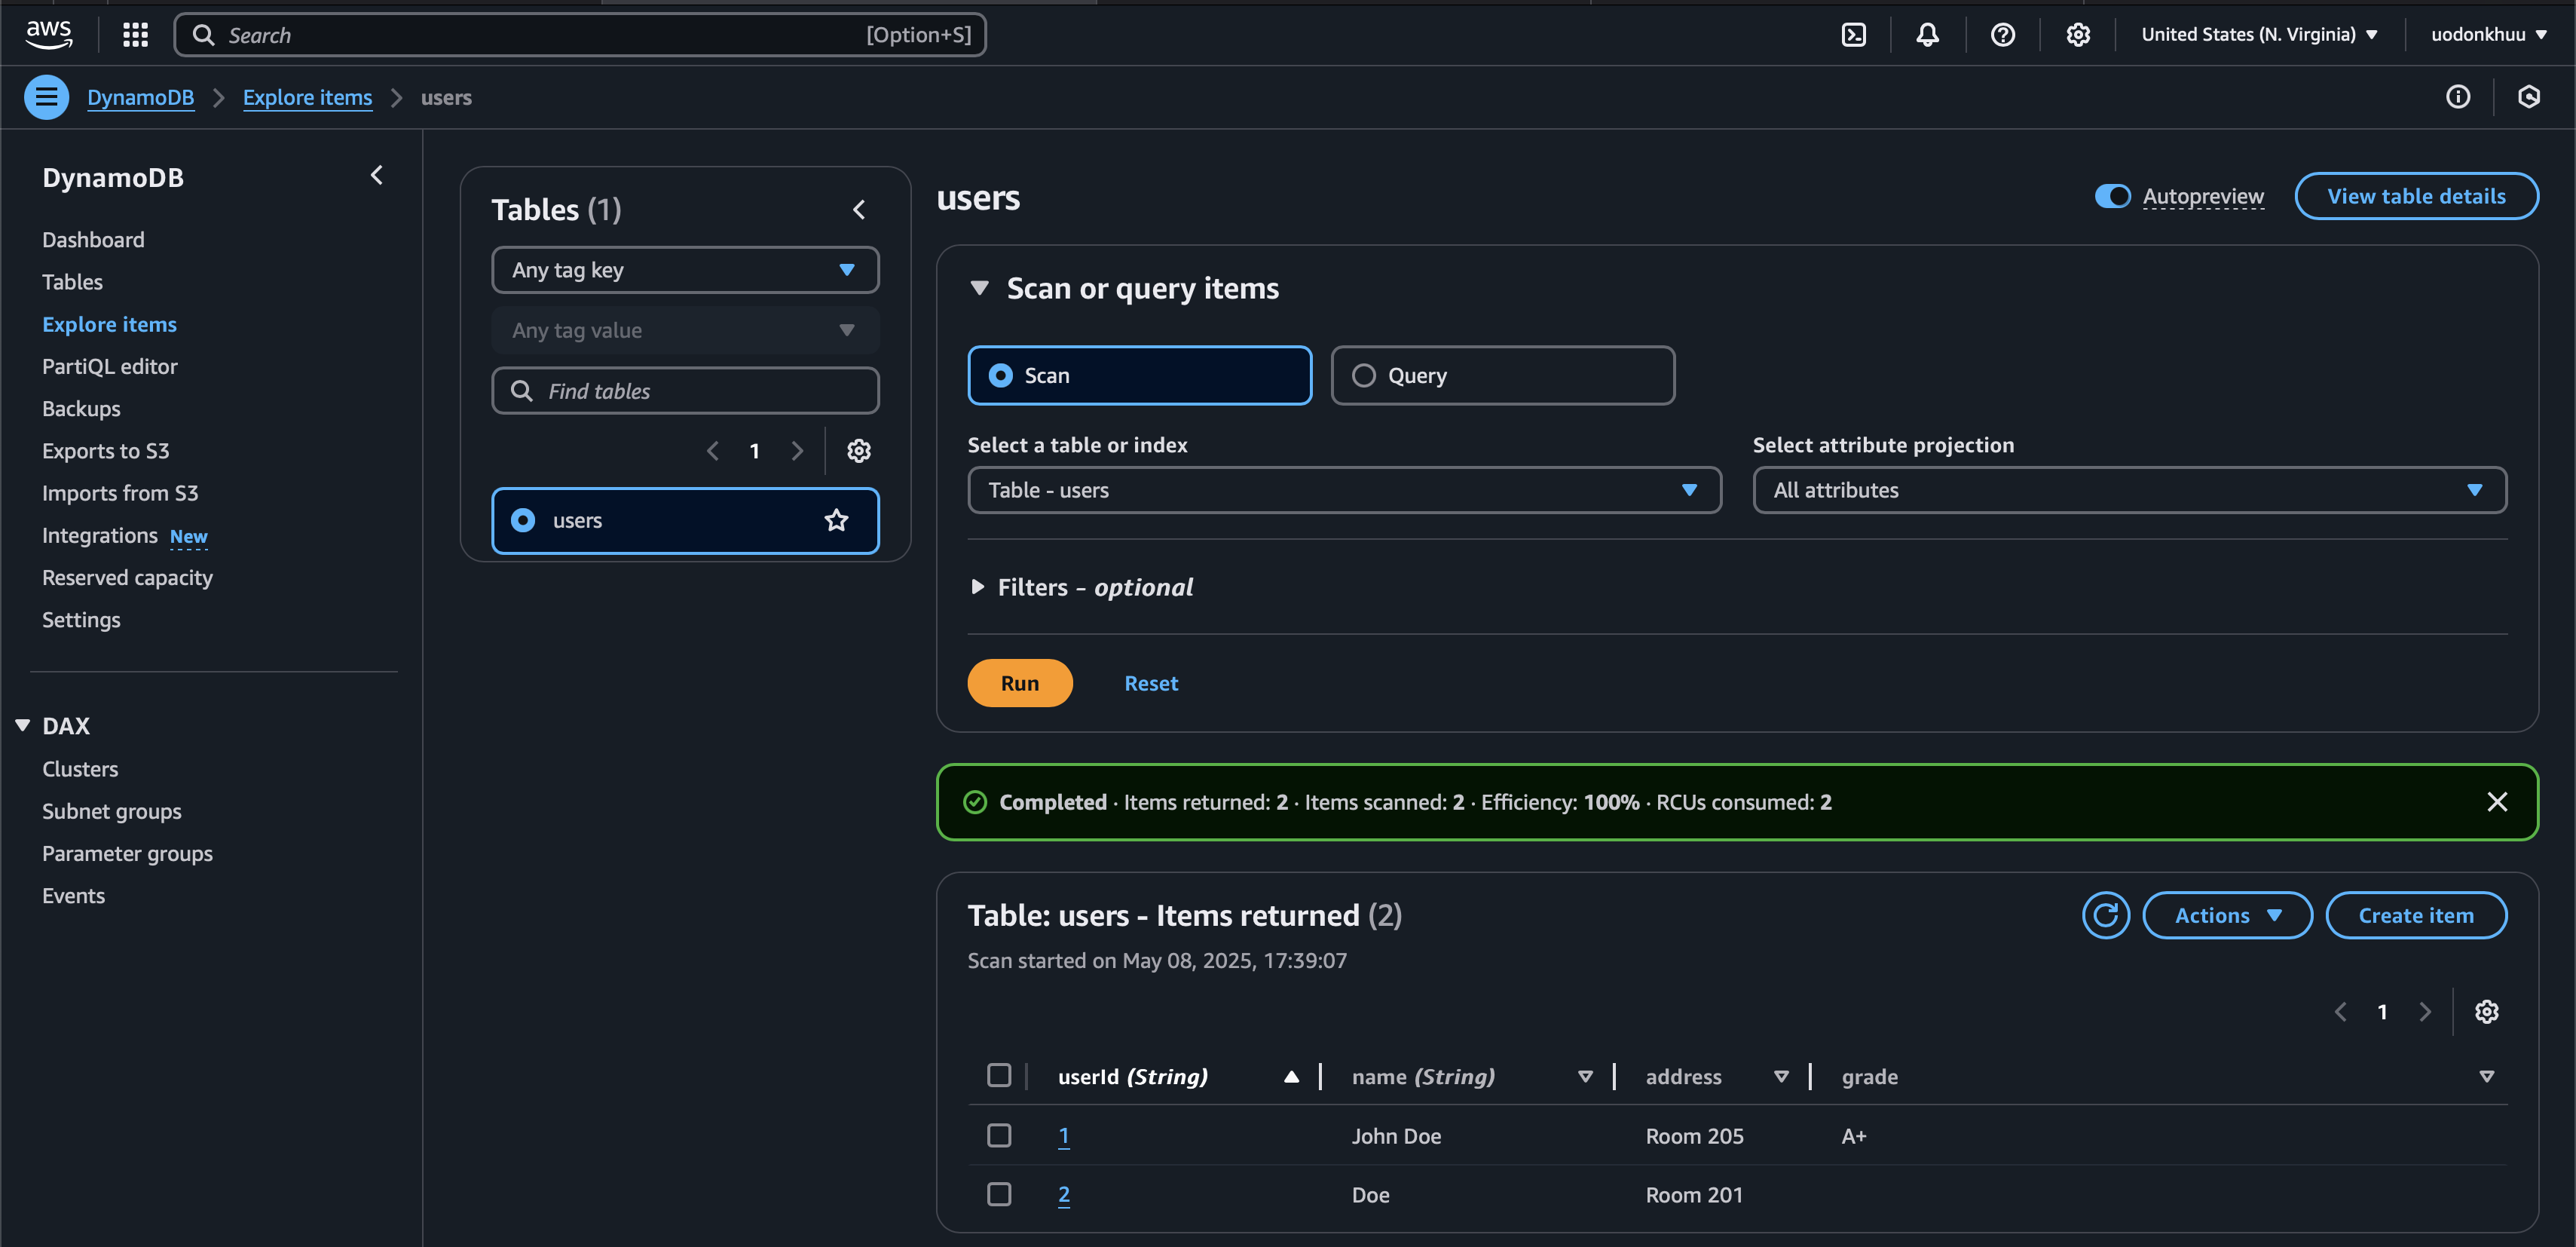 aws
Search [Option+S]
United States (N. Virginia)
uodonkhuu
DynamoDB
Explore items
users
DynamoDB
Dashboard
Tables
Explore items
PartiQL editor
Backups
Exports to S3
Imports from S3
Integrations New
Reserved capacity
Settings
DAX
Clusters
Subnet groups
Parameter groups
Events
Tables (1)
Any tag key
Any tag value
Find tables
1
users
users
Autopreview
View table details
Scan or query items
Scan
Query
Select a table or index
Table - users
Select attribute projection
All attributes
Filters - optional
Run
Reset
Completed · Items returned: 2 · Items scanned: 2 · Efficiency: 100% · RCUs consumed: 2
Table: users - Items returned (2)
Scan started on May 08, 2025, 17:39:07
Actions
Create item
1
userId (String) name (String) address grade
1 John Doe Room 205 A+
2 Doe Room 201